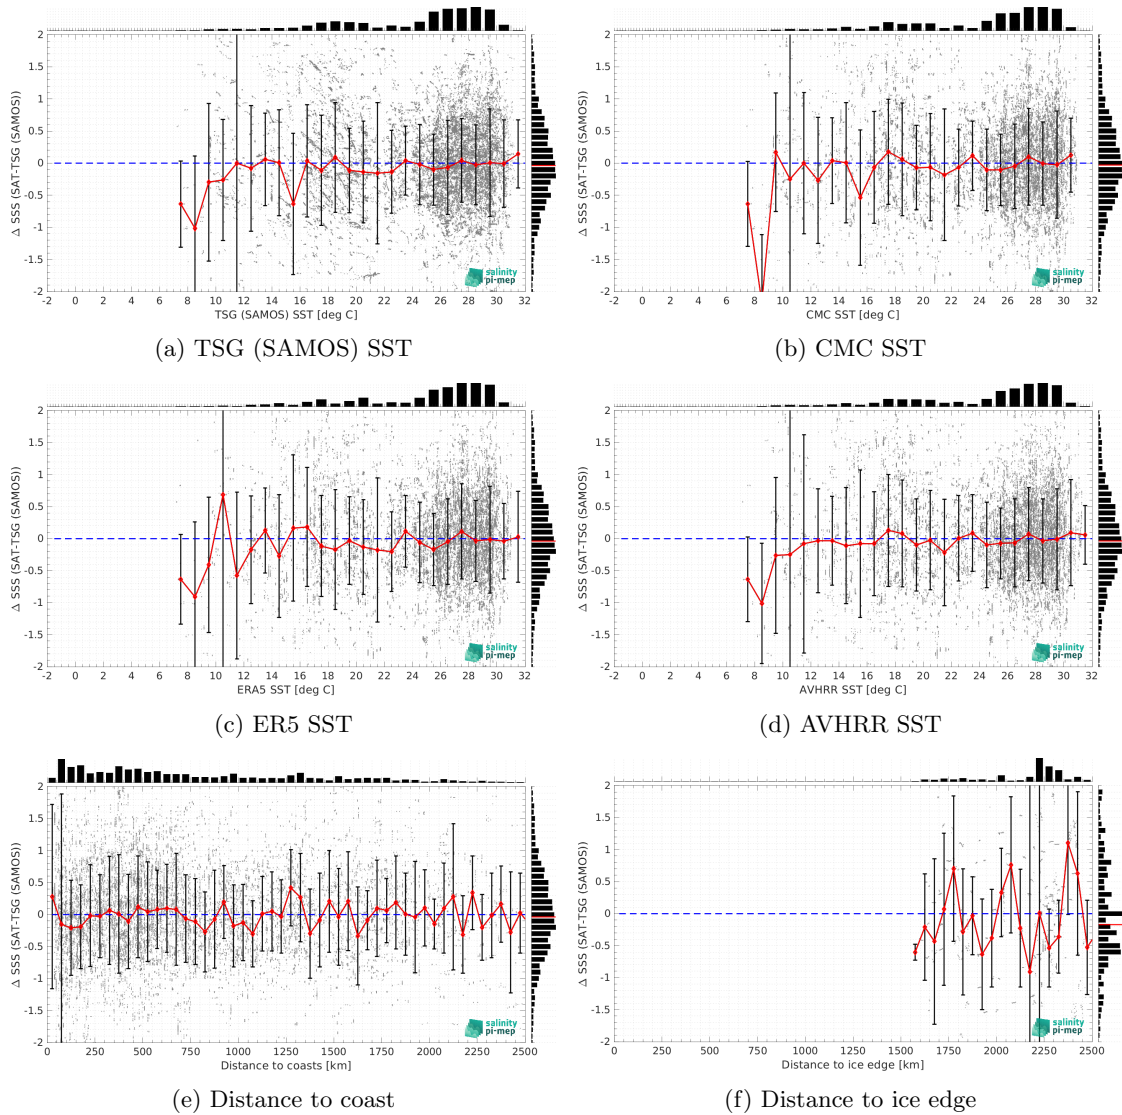 2
1.5
1
0.5
0
-0.5
-1
-1.5
-2
Δ SSS (SAT-TSG (SAMOS))
-2 0 2 4 6 8 10 12 14 16 18 20 22 24 26 28 30 32
TSG (SAMOS) SST [deg C]
salinity
pi-mep
(a) TSG (SAMOS) SST
2
1.5
1
0.5
0
-0.5
-1
-1.5
-2
Δ SSS (SAT-TSG (SAMOS))
-2 0 2 4 6 8 10 12 14 16 18 20 22 24 26 28 30 32
CMC SST [deg C]
salinity
pi-mep
(b) CMC SST
2
1.5
1
0.5
0
-0.5
-1
-1.5
-2
Δ SSS (SAT-TSG (SAMOS))
-2 0 2 4 6 8 10 12 14 16 18 20 22 24 26 28 30 32
ERA5 SST [deg C]
salinity
pi-mep
(c) ER5 SST
2
1.5
1
0.5
0
-0.5
-1
-1.5
-2
Δ SSS (SAT-TSG (SAMOS))
-2 0 2 4 6 8 10 12 14 16 18 20 22 24 26 28 30 32
AVHRR SST [deg C]
salinity
pi-mep
(d) AVHRR SST
2
1.5
1
0.5
0
-0.5
-1
-1.5
-2
Δ SSS (SAT-TSG (SAMOS))
0 250 500 750 1000 1250 1500 1750 2000 2250 2500
Distance to coasts [km]
salinity
pi-mep
(e) Distance to coast
2
1.5
1
0.5
0
-0.5
-1
-1.5
-2
Δ SSS (SAT-TSG (SAMOS))
0 250 500 750 1000 1250 1500 1750 2000 2250 2500
Distance to ice edge [km]
salinity
pi-mep
(f) Distance to ice edge